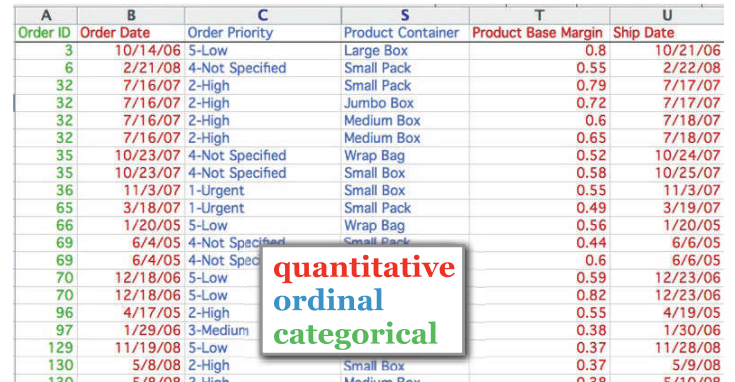 A B C S T U
Order ID Order Date Order Priority Product Container Product Base Margin Ship Date
3 10/14/06 5-Low Large Box 0.8 10/21/06
6 2/21/08 4-Not Specified Small Pack 0.55 2/22/08
32 7/16/07 2-High Small Pack 0.79 7/17/07
32 7/16/07 2-High Jumbo Box 0.72 7/17/07
32 7/16/07 2-High Medium Box 0.6 7/18/07
32 7/16/07 2-High Medium Box 0.65 7/18/07
35 10/23/07 4-Not Specified Wrap Bag 0.52 10/24/07
35 10/23/07 4-Not Specified Small Box 0.58 10/25/07
36 11/3/07 1-Urgent Small Box 0.55 11/3/07
65 3/18/07 1-Urgent Small Pack 0.49 3/19/07
66 1/20/05 5-Low Wrap Bag 0.56 1/20/05
69 6/4/05 4-Not Specified Small Pack 0.44 6/6/05
69 6/4/05 4-Not Spec 0.6 6/6/05
70 12/18/06 5-Low 0.59 12/23/06
70 12/18/06 5-Low 0.82 12/23/06
96 4/17/05 2-High 0.55 4/19/05
97 1/29/06 3-Medium 0.38 1/30/06
129 11/19/08 5-Low 0.37 11/28/08
130 5/8/08 2-High Small Box 0.37 5/9/08
130 5/8/08 2-High Medium Box 0.38 5/10/08
quantitative
ordinal
categorical